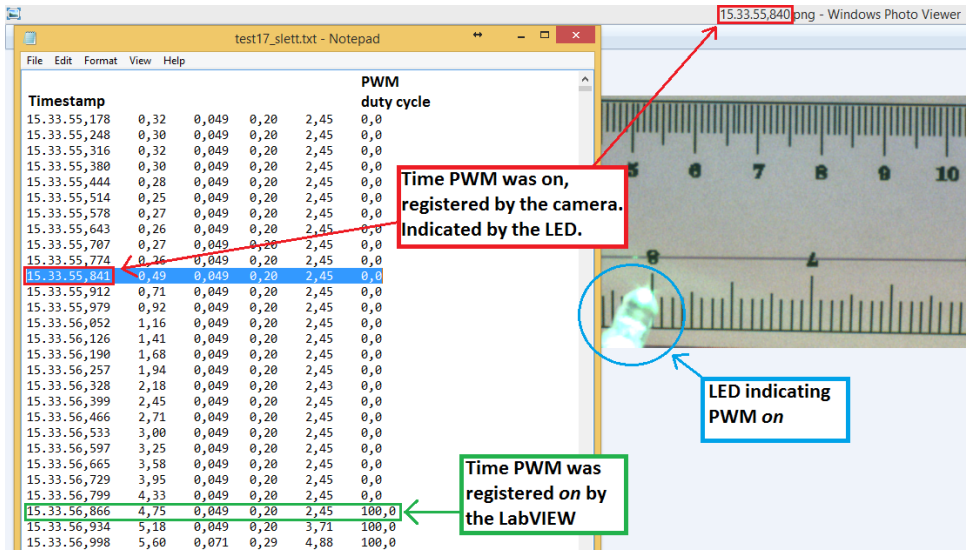 15.33.55,840.png - Windows Photo Viewer
test17_slett.txt - Notepad
File Edit Format View Help
PWM
Timestamp duty cycle
15.33.55,178 0,32 0,049 0,20 2,45 0,0
15.33.55,248 0,30 0,049 0,20 2,45 0,0
15.33.55,316 0,32 0,049 0,20 2,45 0,0
15.33.55,380 0,30 0,049 0,20 2,45 0,0
15.33.55,444 0,28 0,049 0,20 2,45 0,0
15.33.55,514 0,25 0,049 0,20 2,45 0,0
15.33.55,578 0,27 0,049 0,20 2,45 0,0
15.33.55,643 0,26 0,049 0,20 2,45 0,0
15.33.55,707 0,27 0,049 0,20 2,45 0,0
15.33.55,774 0,26 0,049 0,20 2,45 0,0
15.33.55,841 0,49 0,049 0,20 2,45 0,0
15.33.55,912 0,71 0,049 0,20 2,45 0,0
15.33.55,979 0,92 0,049 0,20 2,45 0,0
15.33.56,052 1,16 0,049 0,20 2,45 0,0
15.33.56,126 1,41 0,049 0,20 2,45 0,0
15.33.56,190 1,68 0,049 0,20 2,45 0,0
15.33.56,257 1,94 0,049 0,20 2,45 0,0
15.33.56,328 2,18 0,049 0,20 2,43 0,0
15.33.56,399 2,45 0,049 0,20 2,45 0,0
15.33.56,466 2,71 0,049 0,20 2,45 0,0
15.33.56,533 3,00 0,049 0,20 2,45 0,0
15.33.56,597 3,25 0,049 0,20 2,45 0,0
15.33.56,665 3,58 0,049 0,20 2,45 0,0
15.33.56,729 3,95 0,049 0,20 2,45 0,0
15.33.56,799 4,33 0,049 0,20 2,45 0,0
15.33.56,866 4,75 0,049 0,20 2,45 100,0
15.33.56,934 5,18 0,049 0,20 3,71 100,0
15.33.56,998 5,60 0,071 0,29 4,88 100,0
Time PWM was on,
registered by the camera.
Indicated by the LED.
5 6 7 8 9 10
8 7
LED indicating
PWM on
Time PWM was
registered on by
the LabVIEW